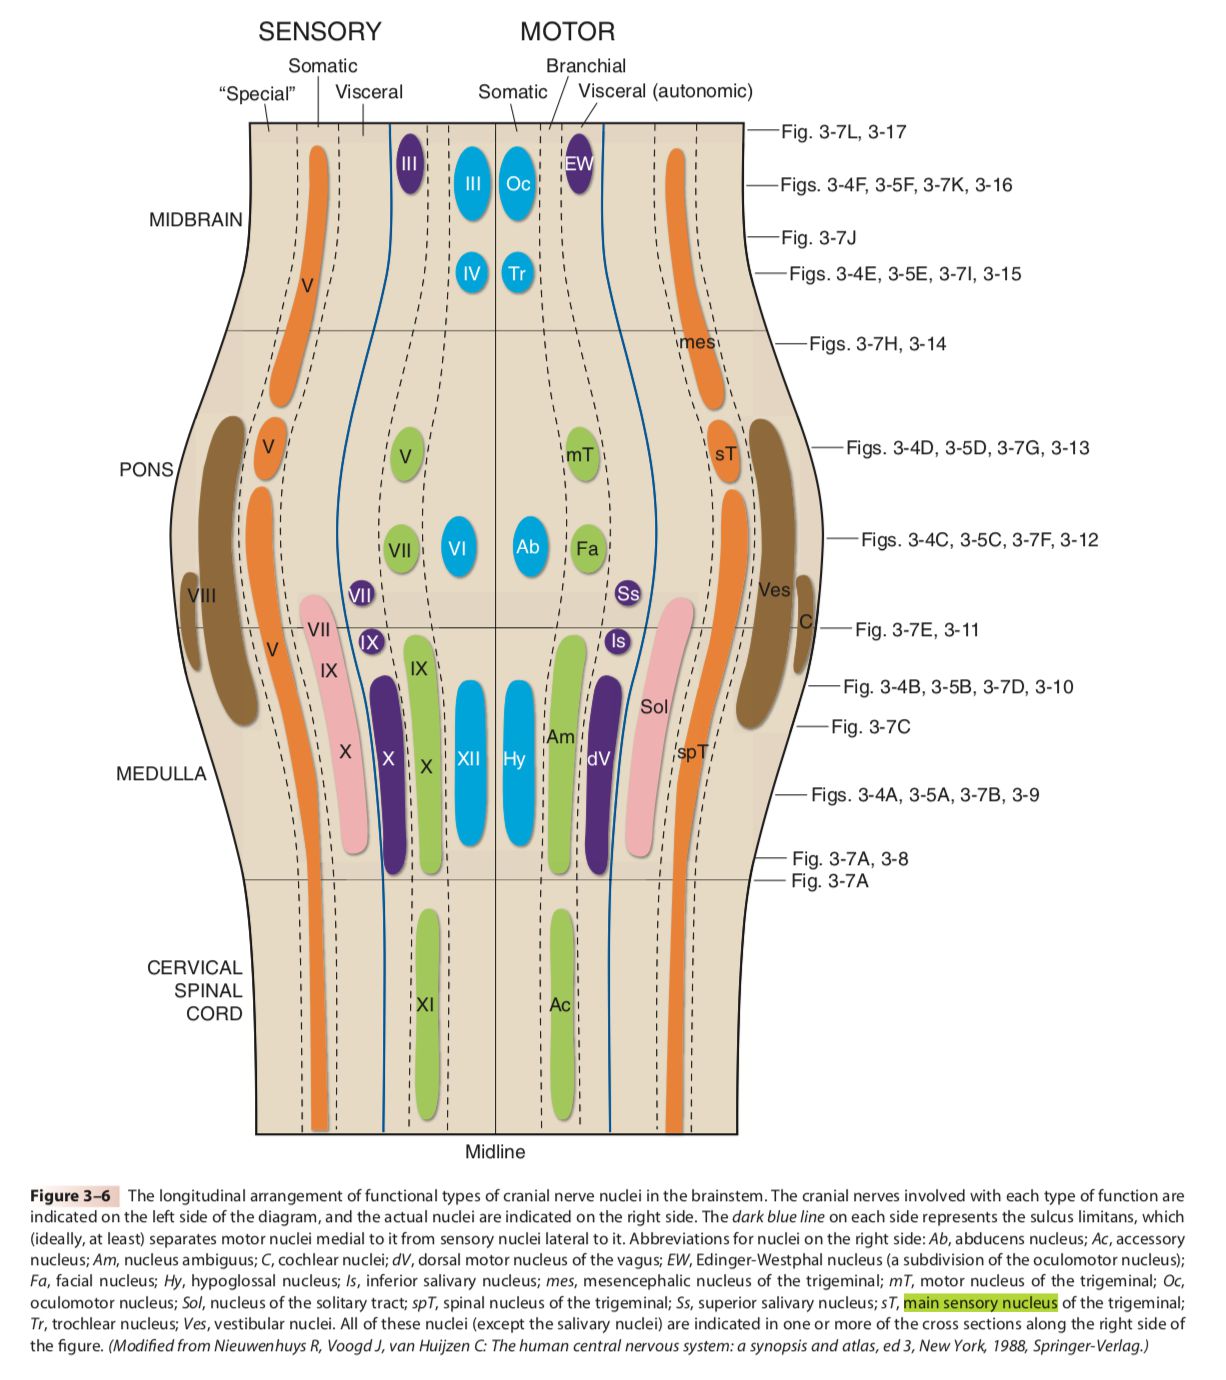 SENSORY MOTOR
Somatic Branchial
“Special” Visceral Somatic Visceral (autonomic)
Fig. 3-7L, 3-17
III III Oc EW
Figs. 3-4F, 3-5F, 3-7K, 3-16
MIDBRAIN
Fig. 3-7J
IV Tr Figs. 3-4E, 3-5E, 3-7I, 3-15
V
mes Figs. 3-7H, 3-14
V V mT sT Figs. 3-4D, 3-5D, 3-7G, 3-13
PONS
VII VI Ab Fa Figs. 3-4C, 3-5C, 3-7F, 3-12
VIII VII Ss Ves
C
VII Fig. 3-7E, 3-11
V IX IX Is
IX
Figs. 3-4B, 3-5B, 3-7D, 3-10
Sol
Fig. 3-7C
Am
X X X XII Hy dV spT
MEDULLA
Figs. 3-4A, 3-5A, 3-7B, 3-9
Fig. 3-7A, 3-8
Fig. 3-7A
CERVICAL
SPINAL
CORD
XI Ac
Midline
Figure 3–6 The longitudinal arrangement of functional types of cranial nerve nuclei in the brainstem. The cranial nerves involved with each type of function are
indicated on the left side of the diagram, and the actual nuclei are indicated on the right side. The dark blue line on each side represents the sulcus limitans, which
(ideally, at least) separates motor nuclei medial to it from sensory nuclei lateral to it. Abbreviations for nuclei on the right side: Ab, abducens nucleus; Ac, accessory
nucleus; Am, nucleus ambiguus; C, cochlear nuclei; dV, dorsal motor nucleus of the vagus; EW, Edinger-Westphal nucleus (a subdivision of the oculomotor nucleus);
Fa, facial nucleus; Hy, hypoglossal nucleus; Is, inferior salivary nucleus; mes, mesencephalic nucleus of the trigeminal; mT, motor nucleus of the trigeminal; Oc,
oculomotor nucleus; Sol, nucleus of the solitary tract; spT, spinal nucleus of the trigeminal; Ss, superior salivary nucleus; sT, main sensory nucleus of the trigeminal;
Tr, trochlear nucleus; Ves, vestibular nuclei. All of these nuclei (except the salivary nuclei) are indicated in one or more of the cross sections along the right side of
the figure. (Modified from Nieuwenhuys R, Voogd J, van Huijzen C: The human central nervous system: a synopsis and atlas, ed 3, New York, 1988, Springer-Verlag.)